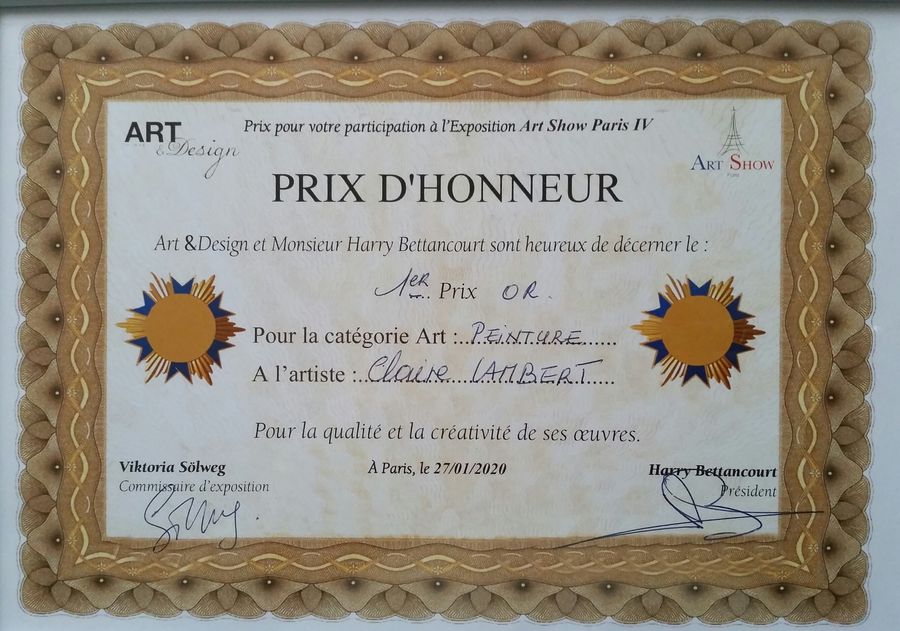 ART
& Design
Prix pour votre participation à l'Exposition Art Show Paris IV
ART SHOW
Paris
PRIX D'HONNEUR
Art &Design et Monsieur Harry Bettancourt sont heureux de décerner le :
1ER Prix OR.
Pour la catégorie Art : PEINTURE
A l'artiste : Claire LAMBERT
Pour la qualité et la créativité de ses œuvres.
Viktoria Sölweg
Commissaire d'exposition
À Paris, le 27/01/2020
Harry Bettancourt
Président